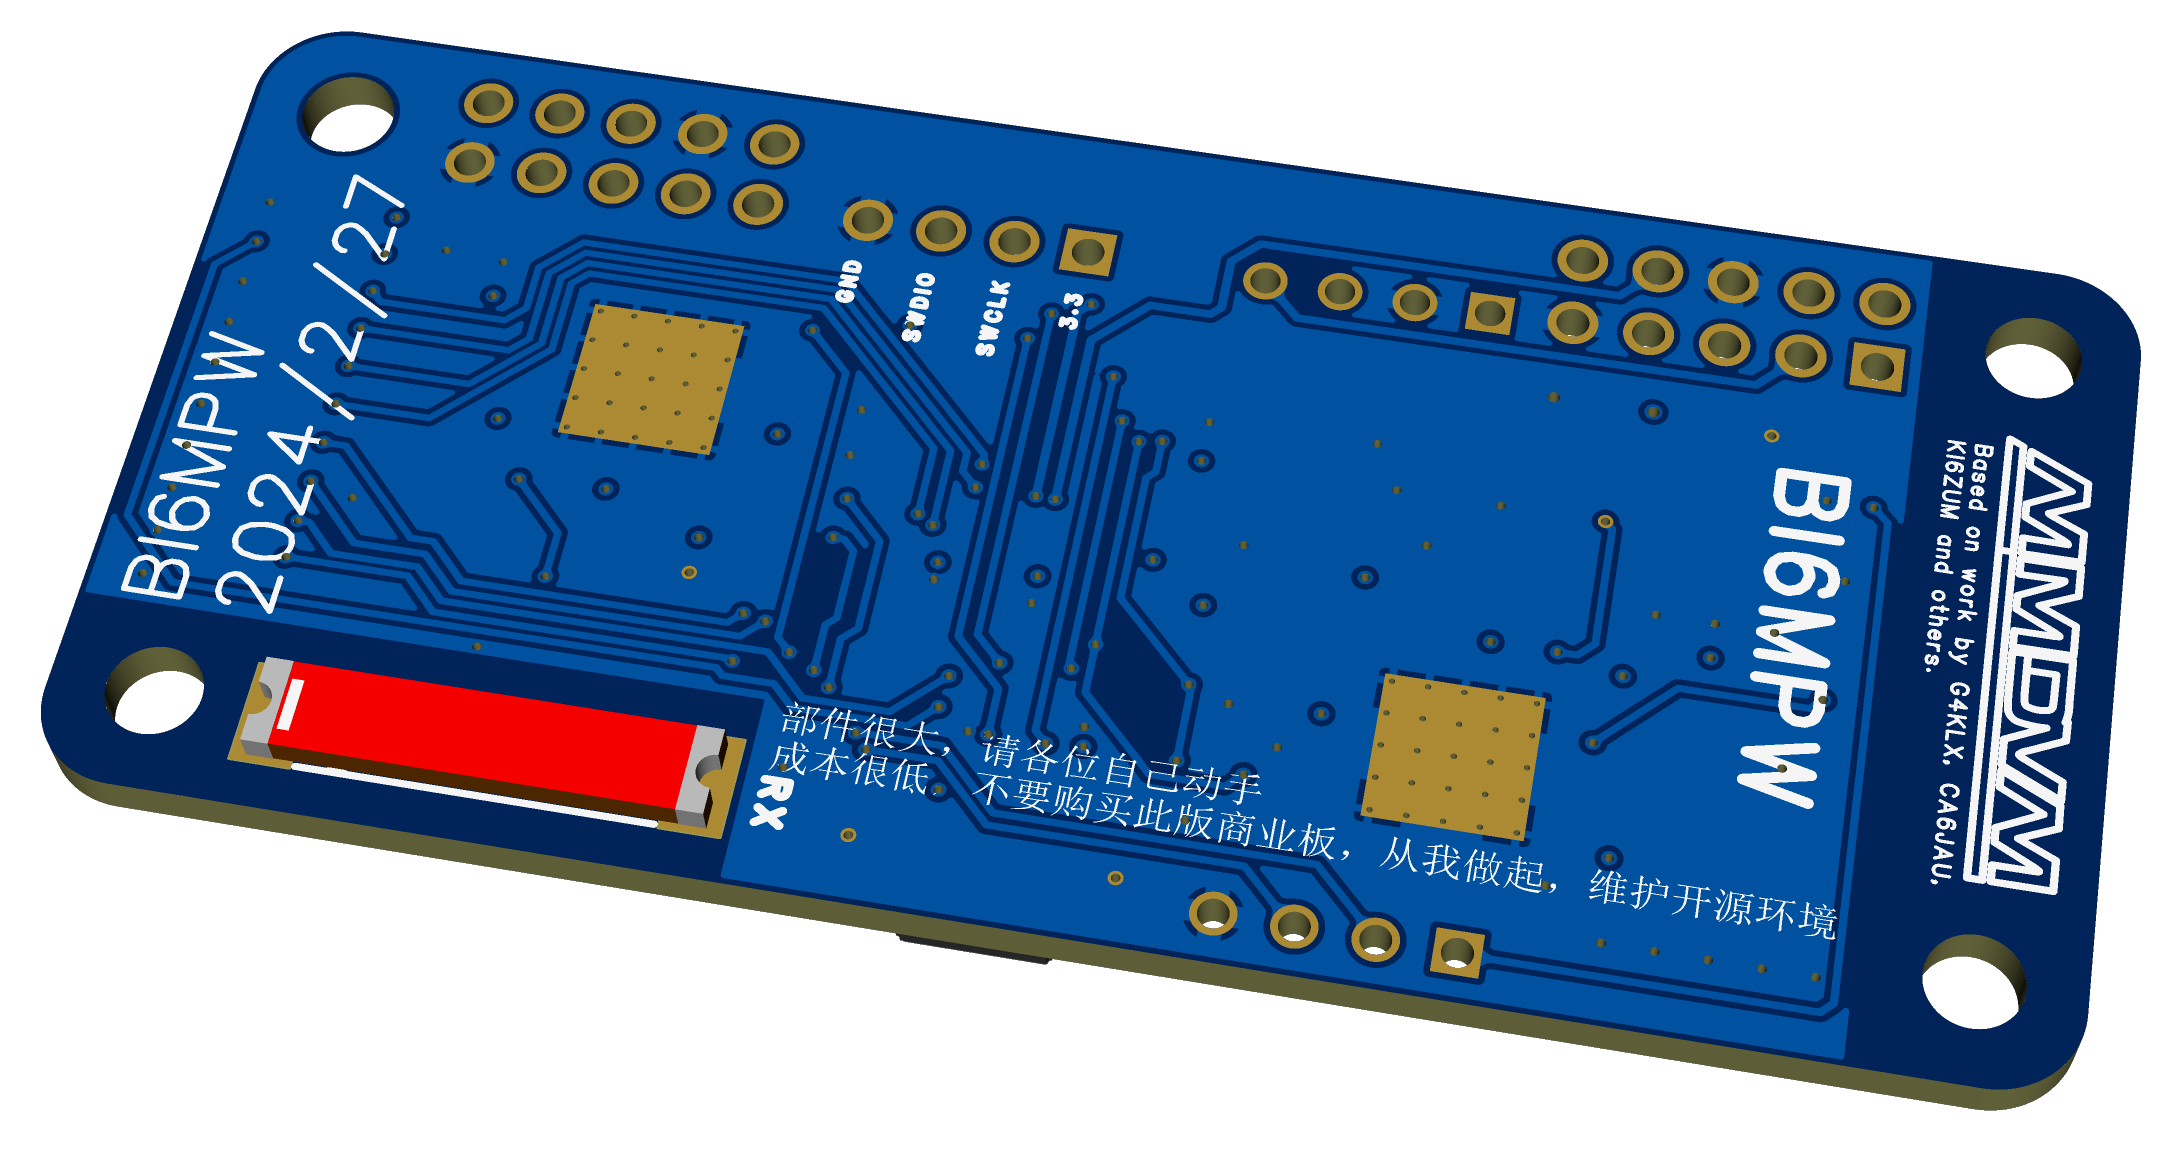 BI6MPW
2024/2/27
GND
SWDIO
SWCLK
3.3
部件很大，请各位自己动手
成本很低，不要购买此版商业板，从我做起，维护开源环境
RX
BI6MPW
MMDVM
Based on work by G4KLX, CA6JAU,
KI6ZUM and others.